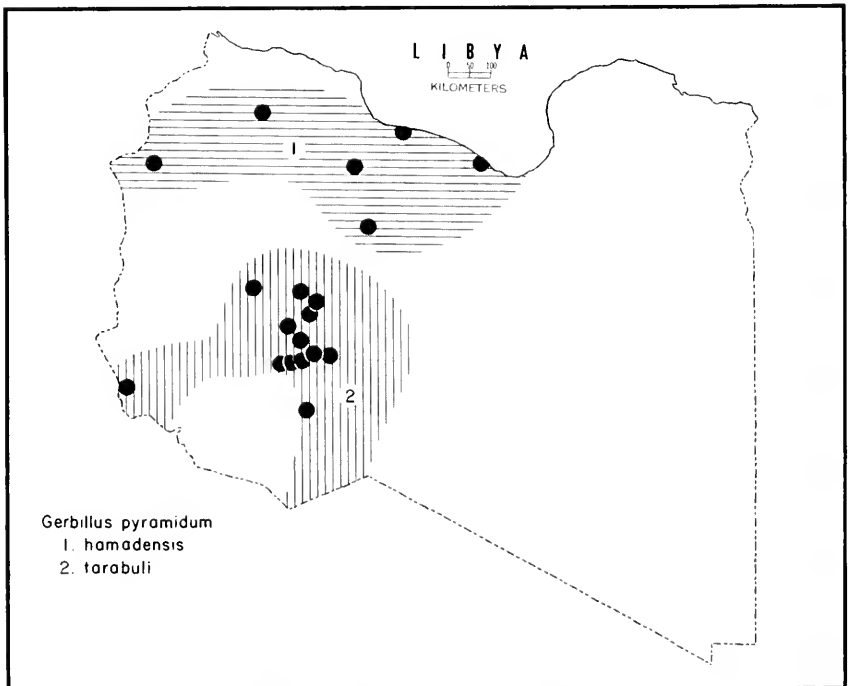 L I B Y A
0 50 100
KILOMETERS
1
2
Gerbillus pyramidum
1. hamadensis
2. tarabuli